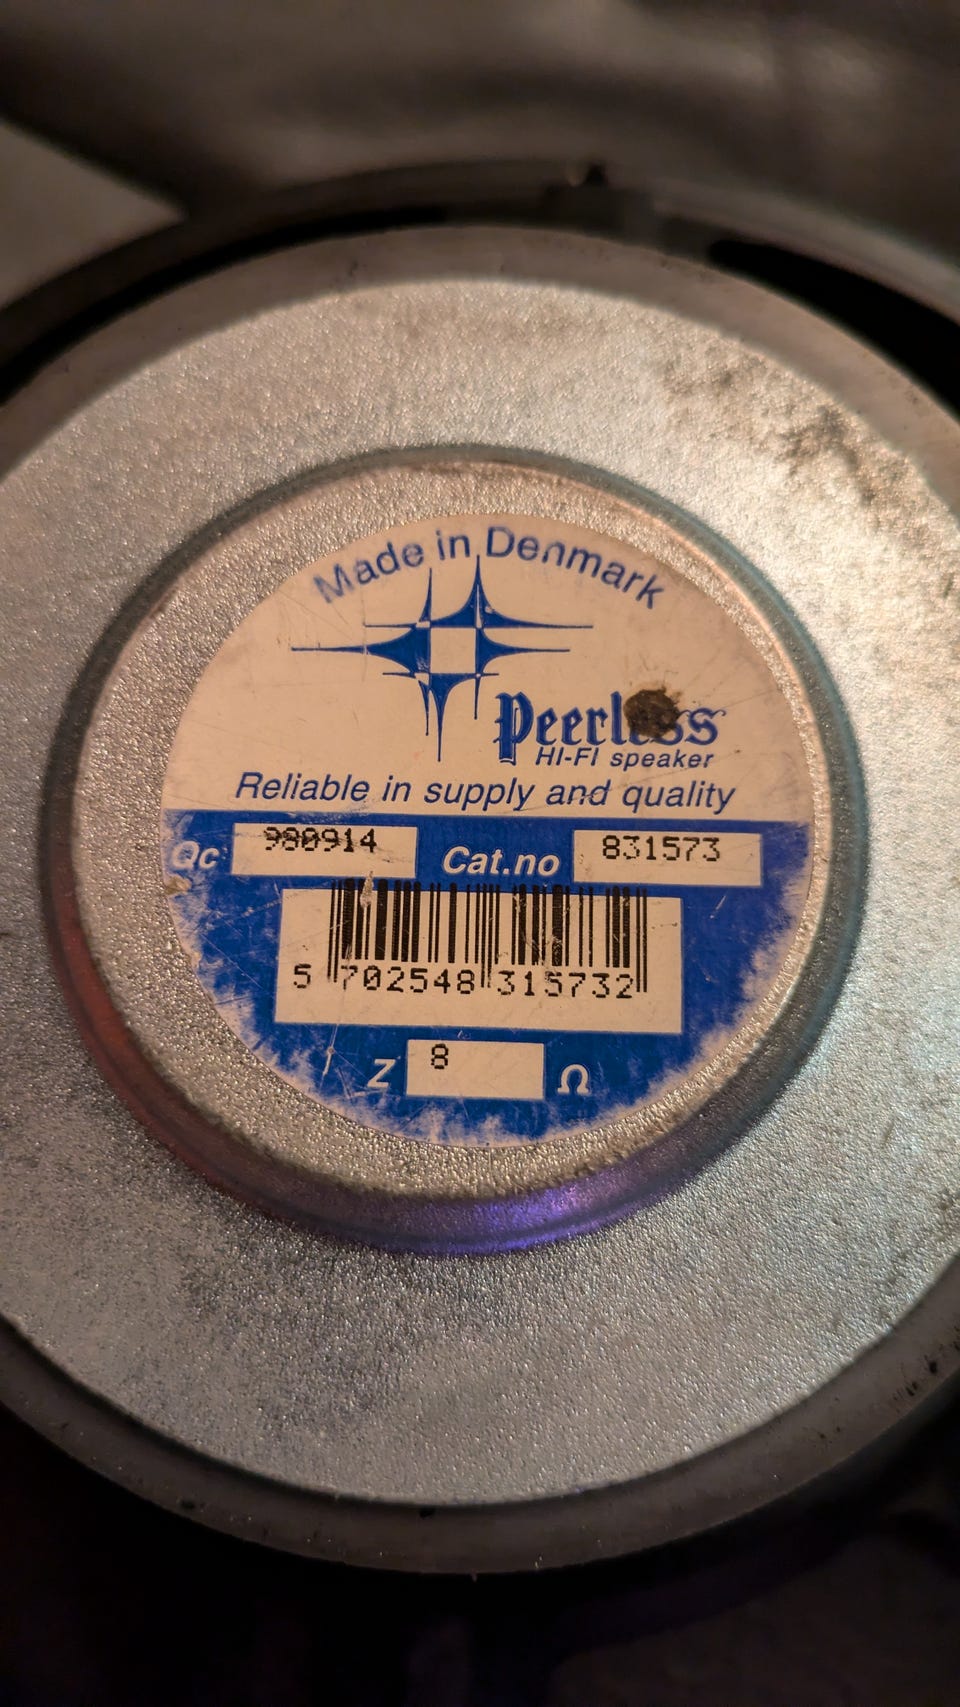 Made in Denmark
Peerless
HI-FI speaker
Reliable in supply and quality
Qc 980914 Cat.no 831573
5 702548 315732
Z 8 Ω